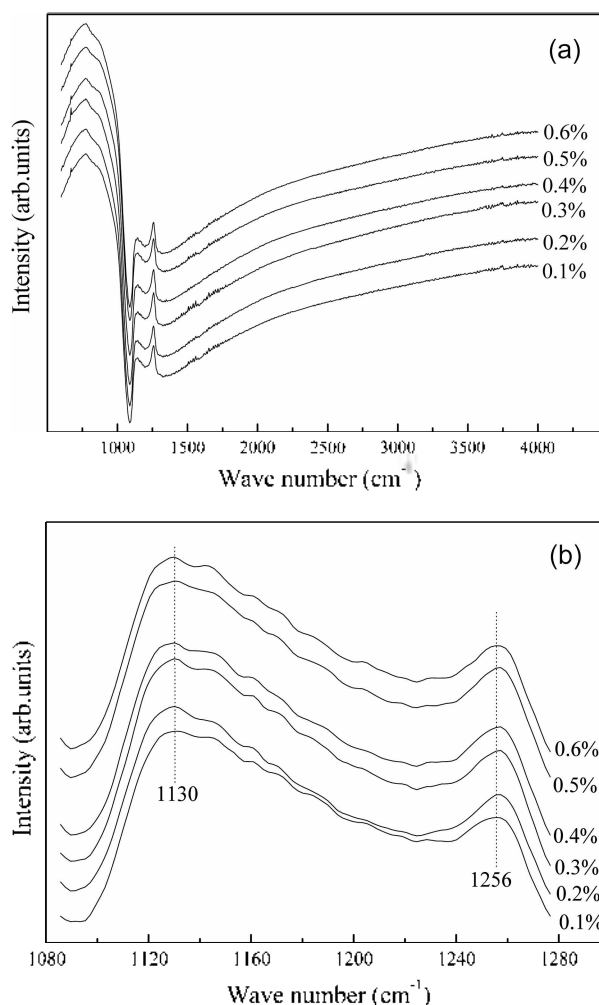 (a)
Intensity (arb.units)
0.6%
0.5%
0.4%
0.3%
0.2%
0.1%
1000 1500 2000 2500 3000 3500 4000
Wave number (cm⁻¹)
(b)
Intensity (arb.units)
1130
1256
0.6%
0.5%
0.4%
0.3%
0.2%
0.1%
1080 1120 1160 1200 1240 1280
Wave number (cm⁻¹)